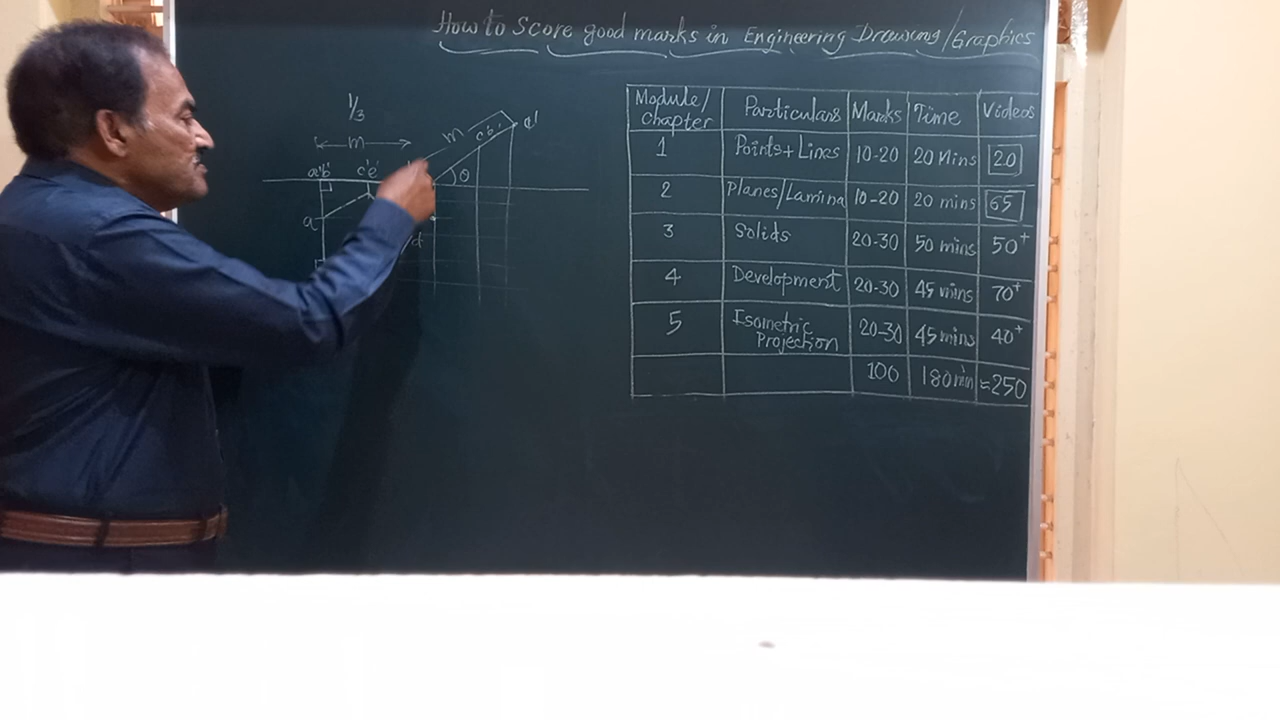 How to Score good marks in Engineering Drawing/Graphics
1/3
m
a'b'
c'e'
a
d
θ
m
c'e'
d'
Module/ chapter Particulars Marks Time Videos
1 Points+Lines 10-20 20 Mins 20
2 Planes/Lamina 10-20 20 mins 65
3 Solids 20-30 50 mins 50+
4 Development 20-30 45 mins 70+
5 Isometric Projection 20-30 45 mins 40+
100 180min ≈250